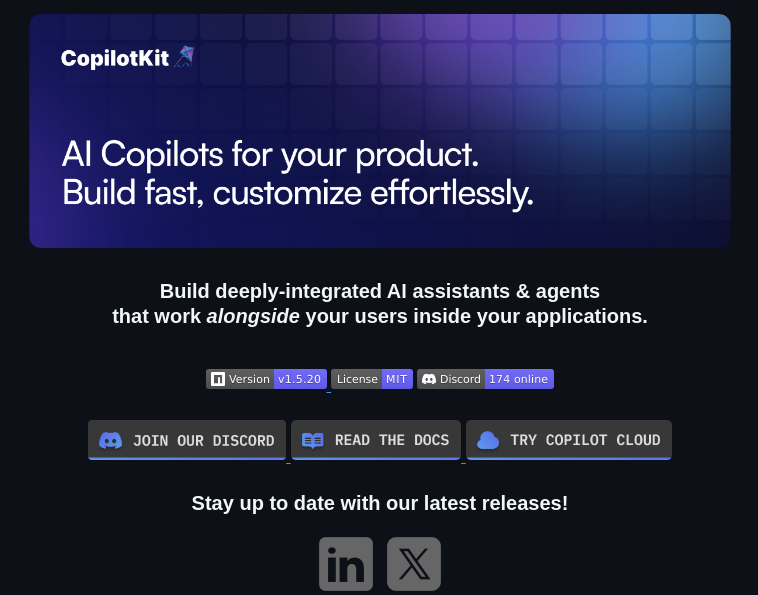 CopilotKit
AI Copilots for your product.
Build fast, customize effortlessly.
Build deeply-integrated AI assistants & agents
that work alongside your users inside your applications.
Version v1.5.20 License MIT Discord 174 online
JOIN OUR DISCORD READ THE DOCS TRY COPILOT CLOUD
Stay up to date with our latest releases!
in X